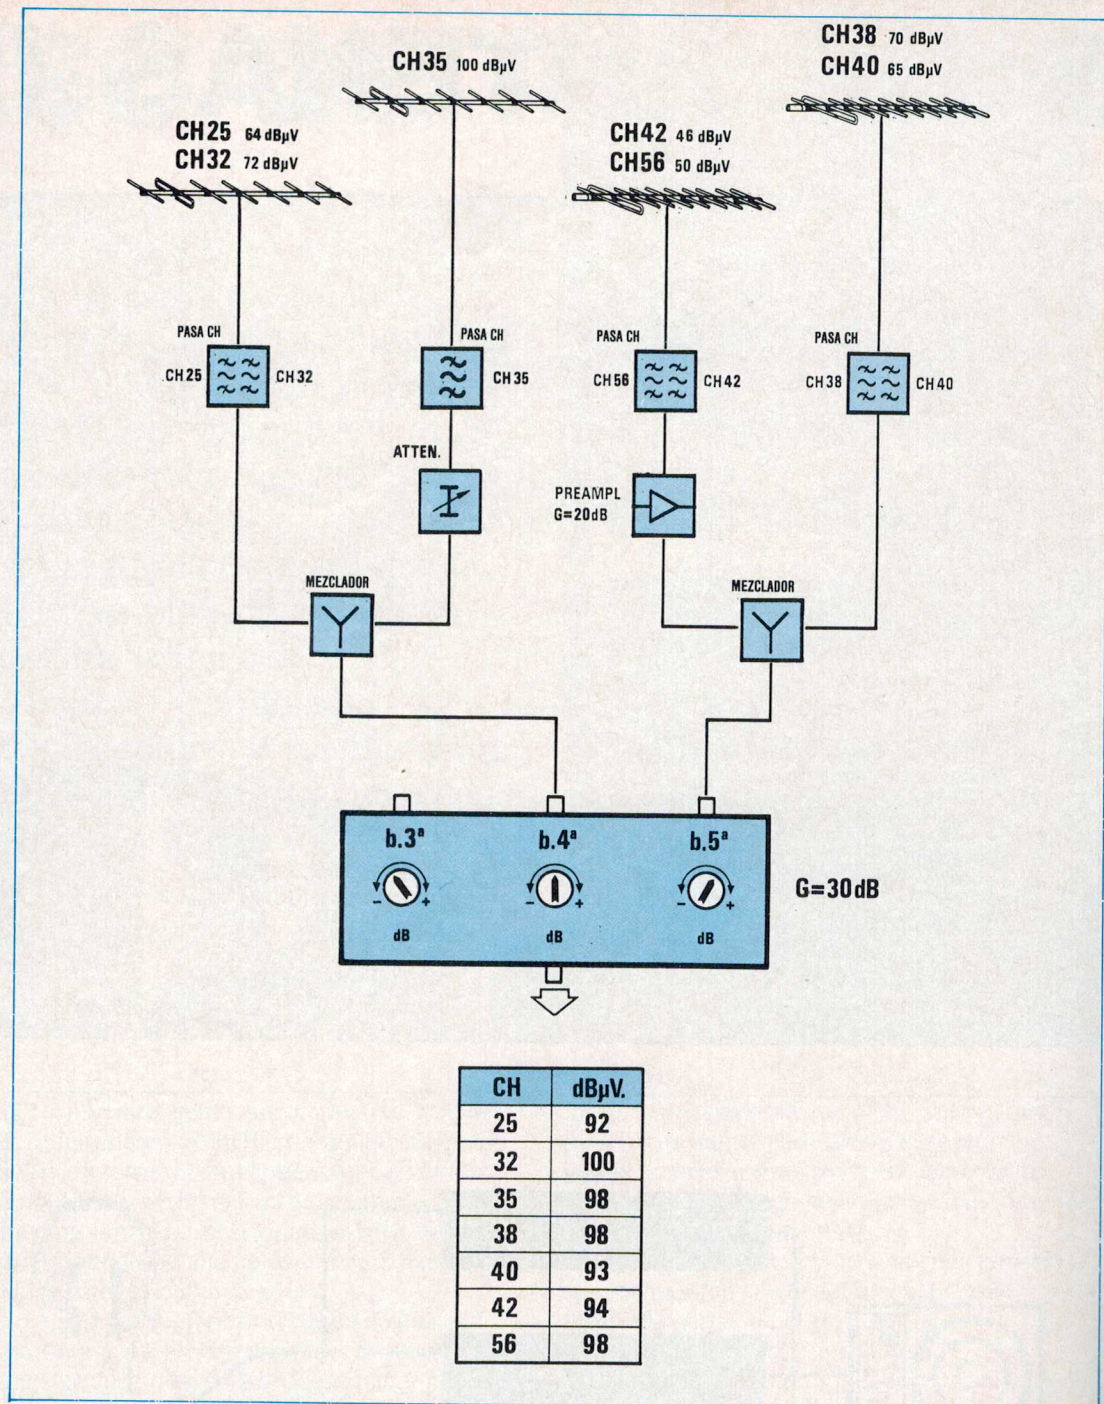 CH35 100 dBµV
CH38 70 dBµV
CH40 65 dBµV
CH25 64 dBµV
CH32 72 dBµV
CH42 46 dBµV
CH56 50 dBµV
PASA CH
CH25
CH32
PASA CH
CH35
PASA CH
CH56
CH42
PASA CH
CH38
CH40
ATTEN.
PREAMPL
G=20dB
MEZCLADOR
MEZCLADOR
b.3ª
b.4ª
b.5ª
- +
- +
- +
dB
dB
dB
G=30dB
CH dBµV.
25 92
32 100
35 98
38 98
40 93
42 94
56 98